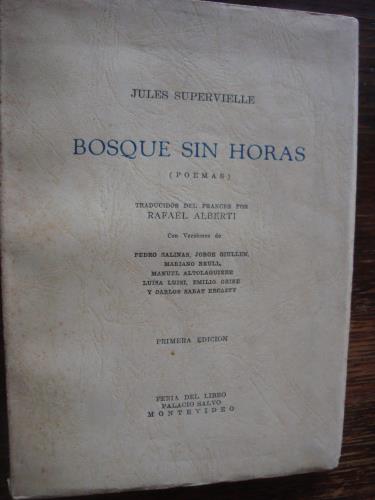 JULES SUPERVIELLE
BOSQUE SIN HORAS
(POEMAS)
TRADUCIDOS DEL FRANCES POR
RAFAEL ALBERTI
Con Versiones de
PEDRO SALINAS, JORGE GIULLEN,
MARIANO BRULL,
MANUEL ALTOLAGUIRRE
LUISA LUISI, EMILIO ORIBE
Y CARLOS SABAT ERCASTY
PRIMERA EDICION
FERIA DEL LIBRO
PALACIO SALVO
MONTEVIDEO